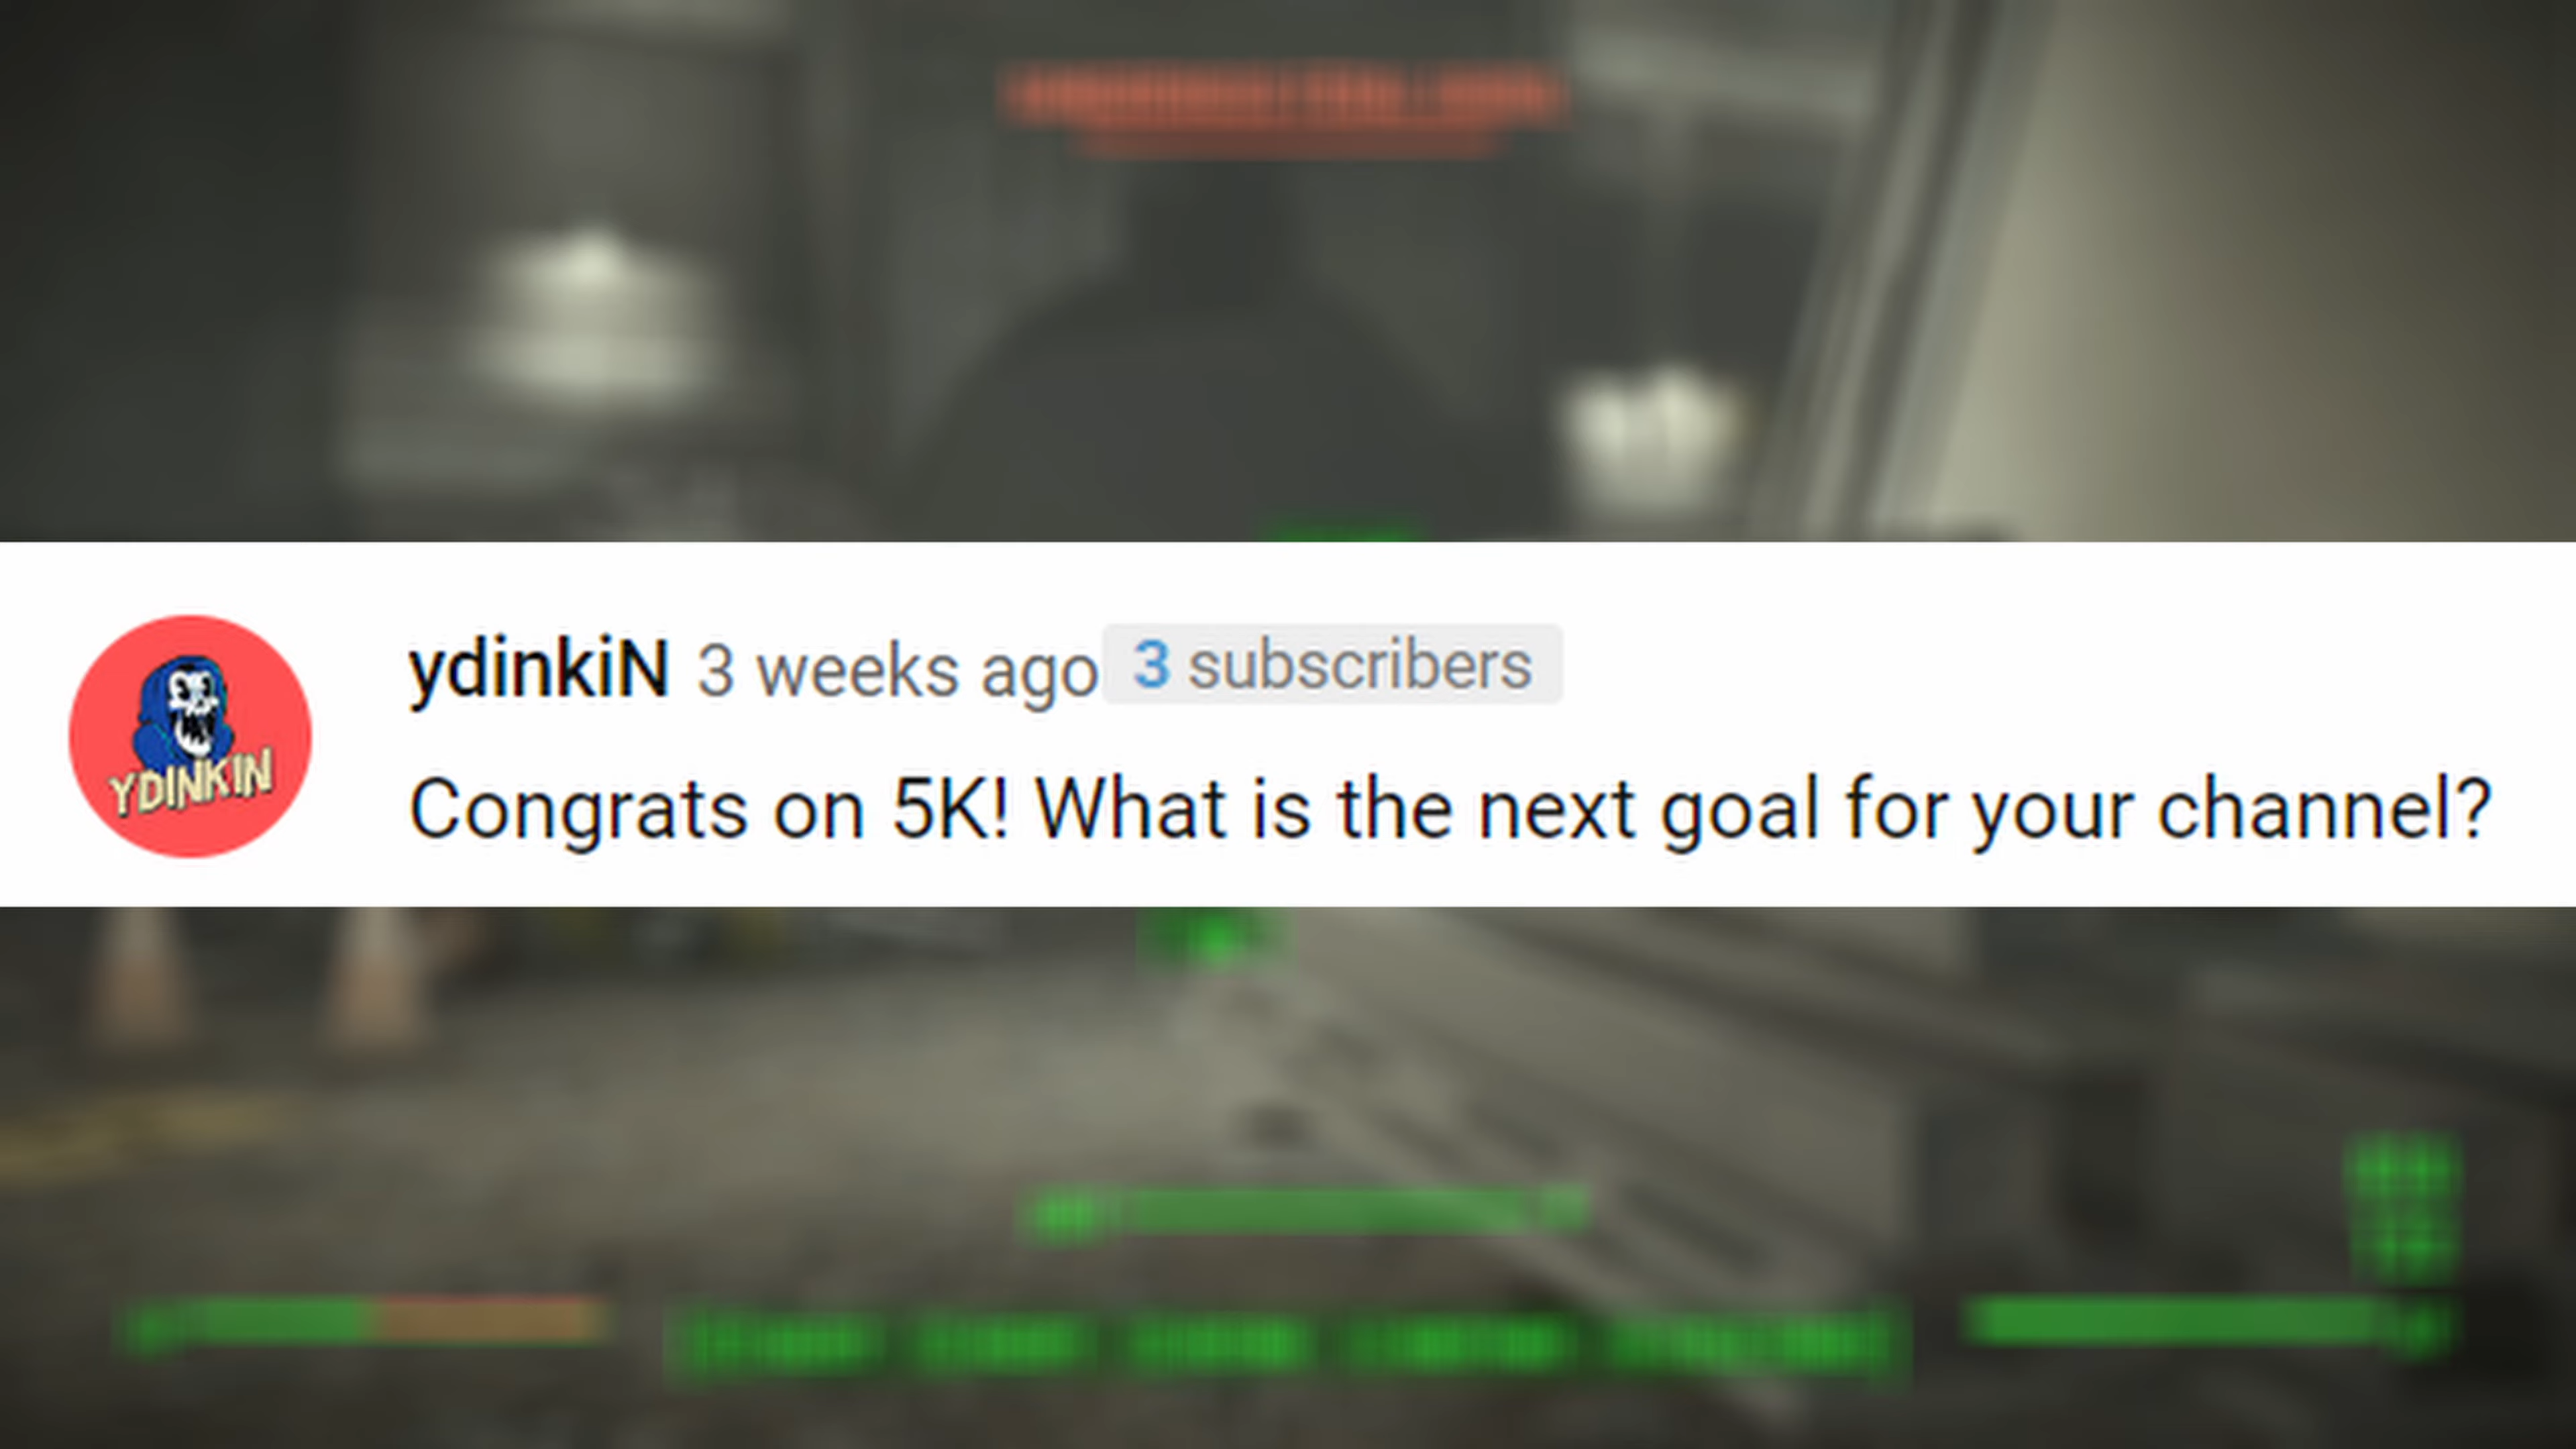 ydinkiN 3 weeks ago 3 subscribers
Congrats on 5K! What is the next goal for your channel?
YDINKIN